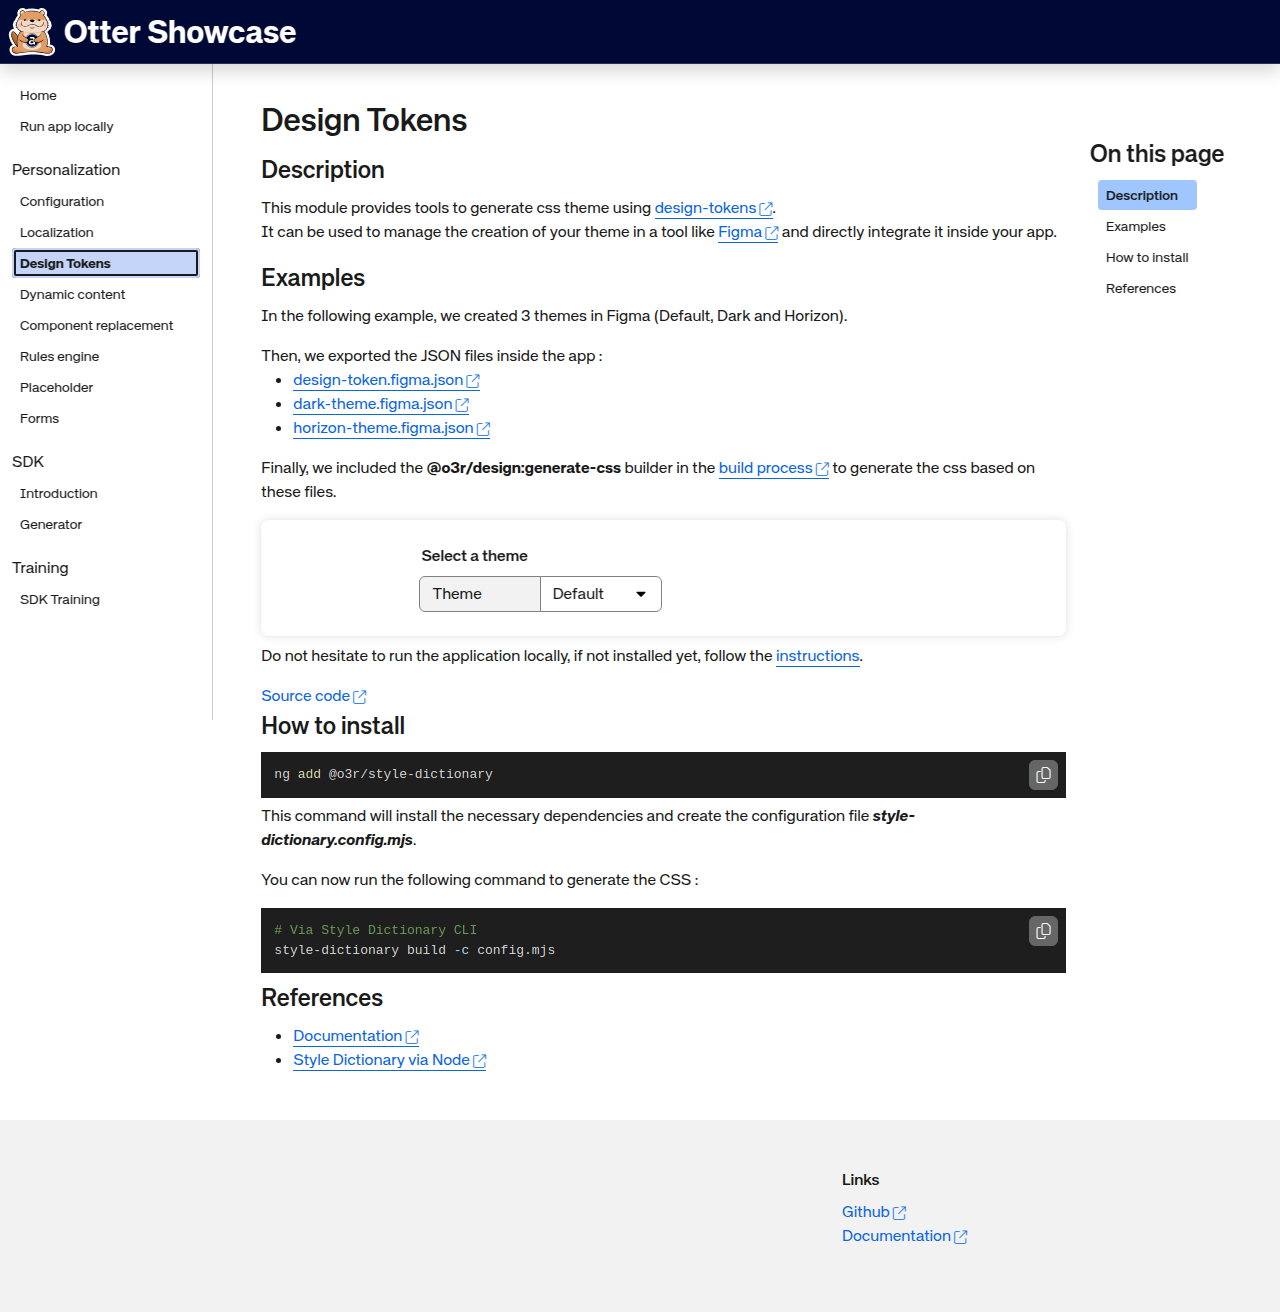 Otter Showcase
Home
Run app locally
Personalization
Configuration
Localization
Design Tokens
Dynamic content
Component replacement
Rules engine
Placeholder
Forms
SDK
Introduction
Generator
Training
SDK Training
Design Tokens
Description
This module provides tools to generate css theme using design-tokens.
It can be used to manage the creation of your theme in a tool like Figma and directly integrate it inside your app.
Examples
In the following example, we created 3 themes in Figma (Default, Dark and Horizon).
Then, we exported the JSON files inside the app :
design-token.figma.json
dark-theme.figma.json
horizon-theme.figma.json
Finally, we included the @o3r/design:generate-css builder in the build process to generate the css based on
these files.
Select a theme
Theme Default
Do not hesitate to run the application locally, if not installed yet, follow the instructions.
Source code
How to install
ng add @o3r/style-dictionary
This command will install the necessary dependencies and create the configuration file style-
dictionary.config.mjs.
You can now run the following command to generate the CSS :
# Via Style Dictionary CLI
style-dictionary build -c config.mjs
References
Documentation
Style Dictionary via Node
On this page
Description
Examples
How to install
References
Links
Github
Documentation